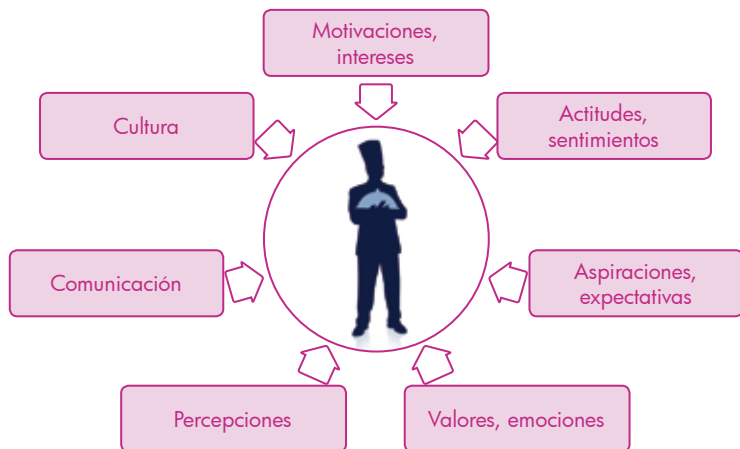 Motivaciones,
intereses
Cultura
Actitudes,
sentimientos
Comunicación
Aspiraciones,
expectativas
Percepciones
Valores, emociones